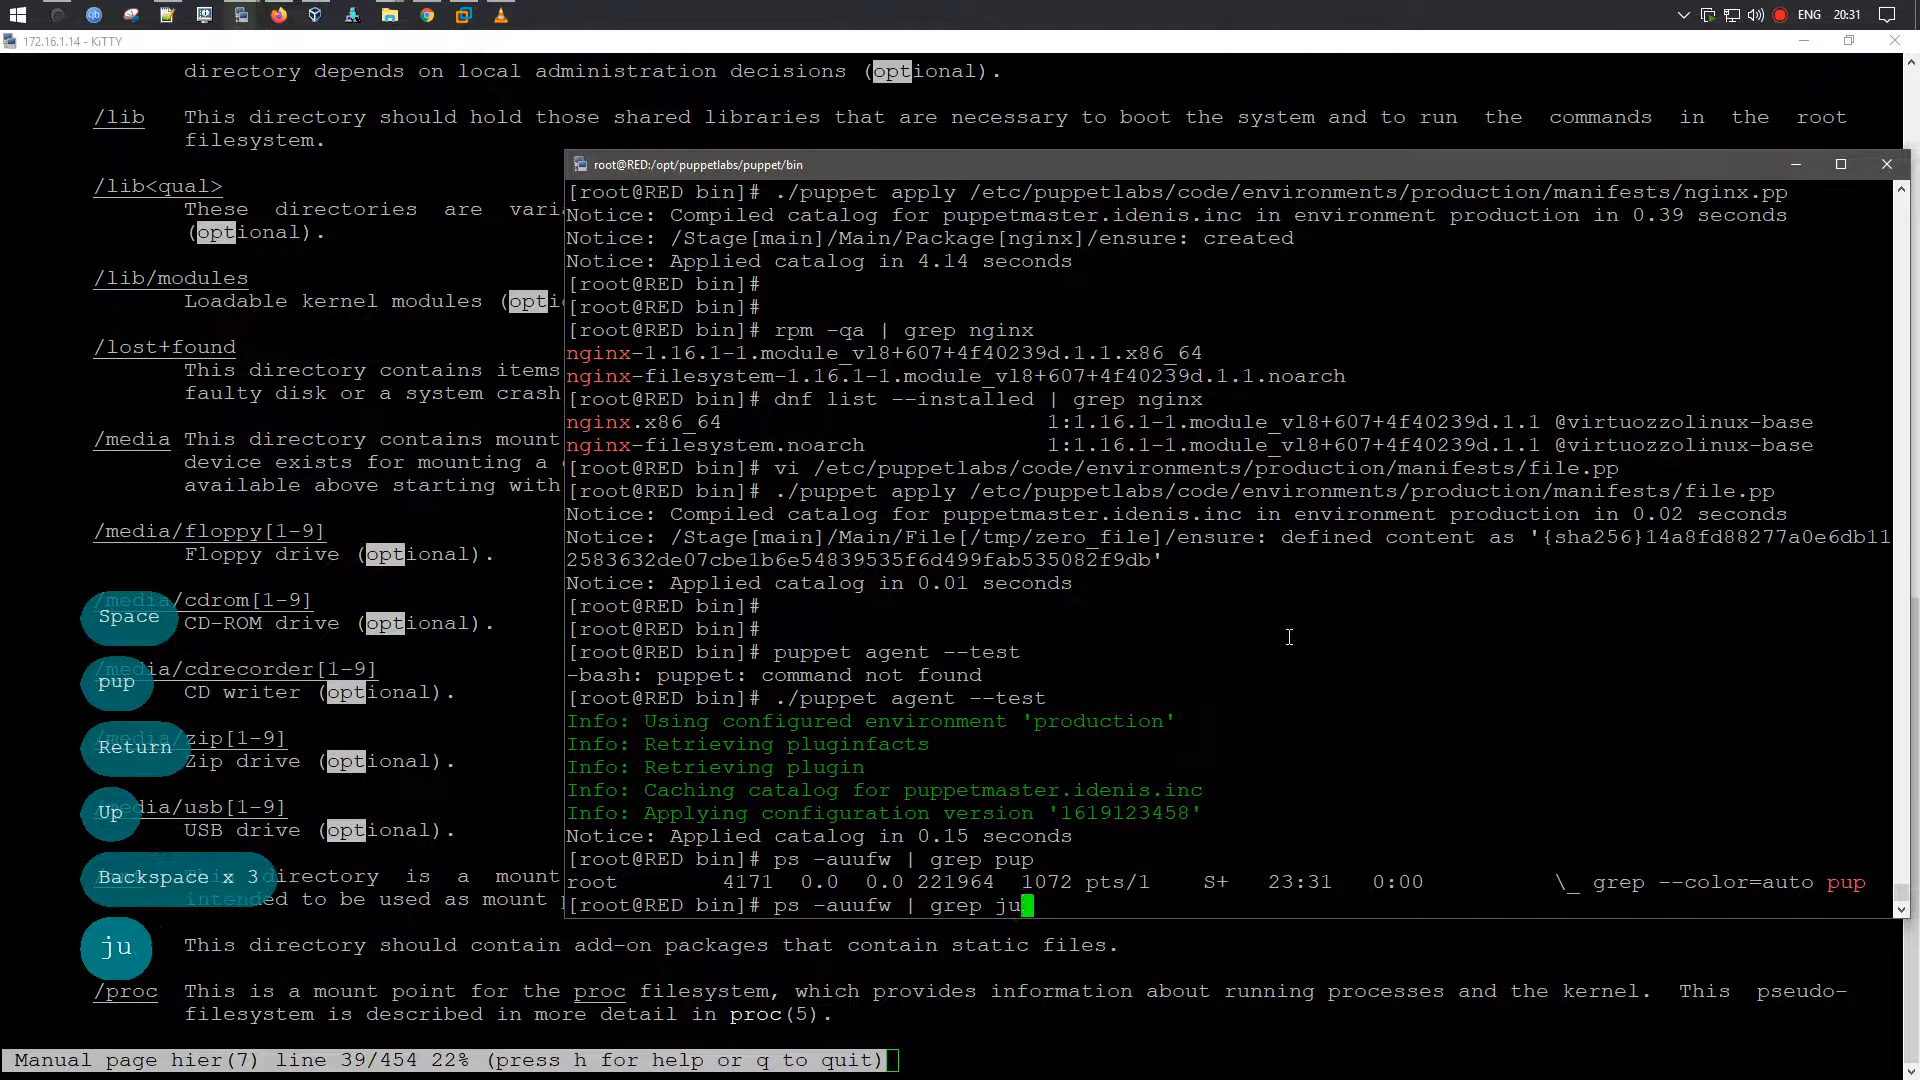 ENG
20:31
172.16.1.14 - KiTTY
directory depends on local administration decisions (optional).
/lib This directory should hold those shared libraries that are necessary to boot the system and to run the commands in the root
filesystem.
/lib<qual>
These directories are vari
(optional).
/lib/modules
Loadable kernel modules (opti
/lost+found
This directory contains items
faulty disk or a system crash
/media This directory contains mount
device exists for mounting a
available above starting with
/media/floppy[1-9]
Floppy drive (optional).
/media/cdrom[1-9]
Space
CD-ROM drive (optional).
/media/cdrecorder[1-9]
pup
CD writer (optional).
/media/zip[1-9]
Return
Zip drive (optional).
Up
/media/usb[1-9]
USB drive (optional).
Backspace x 3
directory is a mount
intended to be used as mount
ju
This directory should contain add-on packages that contain static files.
/proc This is a mount point for the proc filesystem, which provides information about running processes and the kernel. This pseudo-
filesystem is described in more detail in proc(5).
Manual page hier(7) line 39/454 22% (press h for help or q to quit)
root@RED:/opt/puppetlabs/puppet/bin
[root@RED bin]# ./puppet apply /etc/puppetlabs/code/environments/production/manifests/nginx.pp
Notice: Compiled catalog for puppetmaster.idenis.inc in environment production in 0.39 seconds
Notice: /Stage[main]/Main/Package[nginx]/ensure: created
Notice: Applied catalog in 4.14 seconds
[root@RED bin]#
[root@RED bin]#
[root@RED bin]# rpm -qa | grep nginx
nginx-1.16.1-1.module_vl8+607+4f40239d.1.1.x86_64
nginx-filesystem-1.16.1-1.module_vl8+607+4f40239d.1.1.noarch
[root@RED bin]# dnf list --installed | grep nginx
nginx.x86_64 1:1.16.1-1.module_vl8+607+4f40239d.1.1 @virtuozzolinux-base
nginx-filesystem.noarch 1:1.16.1-1.module_vl8+607+4f40239d.1.1 @virtuozzolinux-base
[root@RED bin]# vi /etc/puppetlabs/code/environments/production/manifests/file.pp
[root@RED bin]# ./puppet apply /etc/puppetlabs/code/environments/production/manifests/file.pp
Notice: Compiled catalog for puppetmaster.idenis.inc in environment production in 0.02 seconds
Notice: /Stage[main]/Main/File[/tmp/zero_file]/ensure: defined content as '{sha256}14a8fd88277a0e6db11
2583632de07cbe1b6e54839535f6d499fab535082f9db'
Notice: Applied catalog in 0.01 seconds
[root@RED bin]#
[root@RED bin]#
[root@RED bin]# puppet agent --test
-bash: puppet: command not found
[root@RED bin]# ./puppet agent --test
Info: Using configured environment 'production'
Info: Retrieving pluginfacts
Info: Retrieving plugin
Info: Caching catalog for puppetmaster.idenis.inc
Info: Applying configuration version '1619123458'
Notice: Applied catalog in 0.15 seconds
[root@RED bin]# ps -auufw | grep pup
root 4171 0.0 0.0 221964 1072 pts/1 S+ 23:31 0:00 \_ grep --color=auto pup
[root@RED bin]# ps -auufw | grep ju